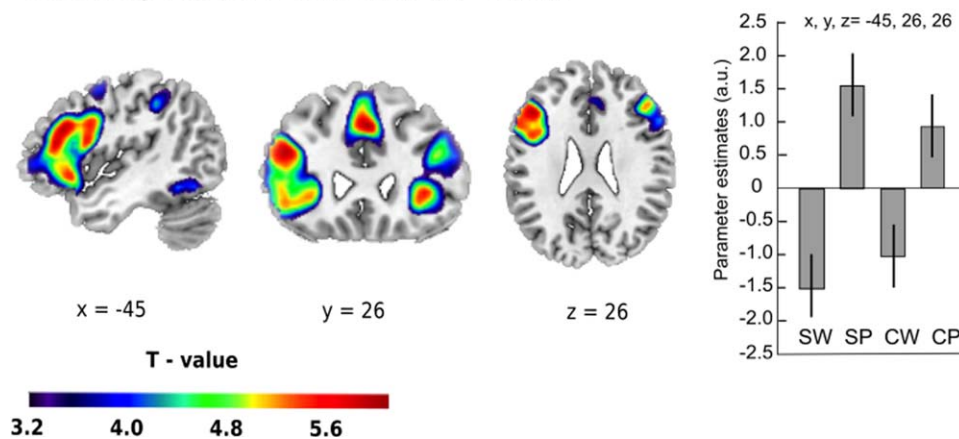 x, y, z= -45, 26, 26
2.5
2.0
1.5
1.0
0.5
0
-0.5
-1.0
-1.5
-2.0
-2.5
Parameter estimates (a.u.)
SW SP CW CP
x = -45
y = 26
z = 26
T - value
3.2 4.0 4.8 5.6